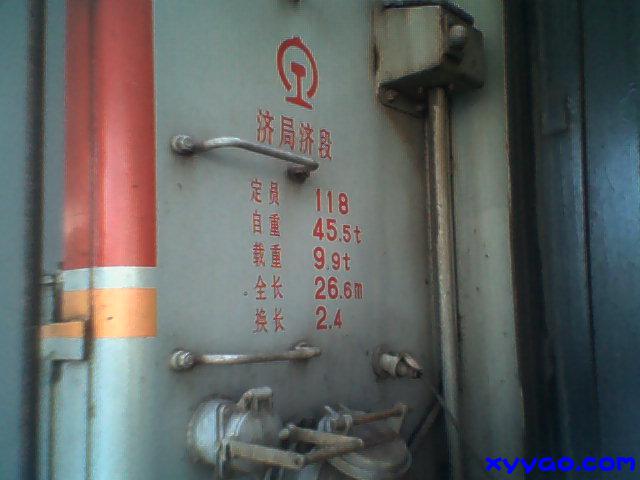 济局济段
定员 118
自重 45.5t
载重 9.9t
全长 26.6m
换长 2.4
xyyao.com